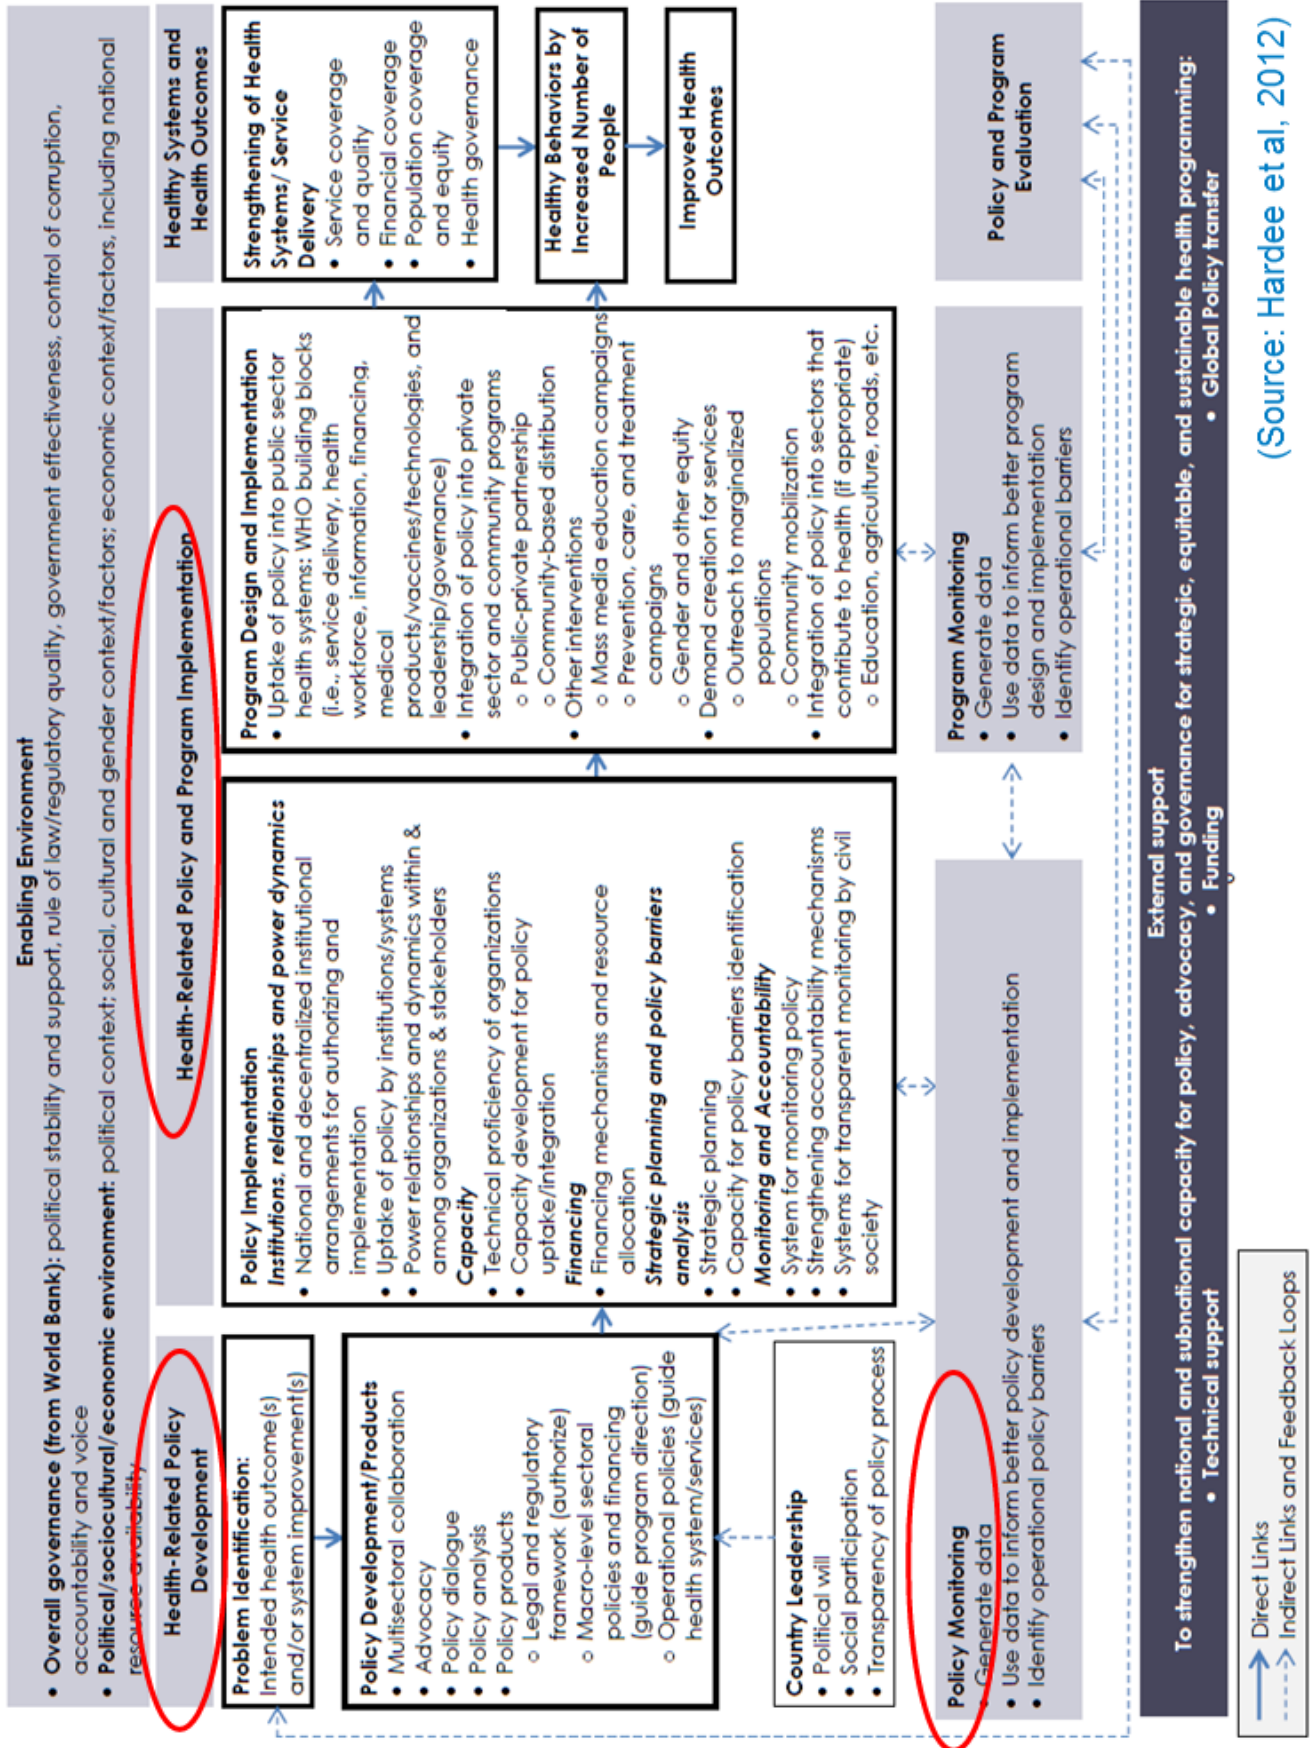 Enabling Environment
• Overall governance (from World Bank): political stability and support, rule of law/regulatory quality, government effectiveness, control of corruption,
accountability and voice
• Political/sociocultural/economic environment: political context; social, cultural and gender context/factors; economic context/factors, including national
resource availability
Health-Related Policy
Development
Health-Related Policy and Program Implementation
Healthy Systems and
Health Outcomes
Problem Identification:
Intended health outcome(s)
and/or system improvement(s)
Policy Development/Products
• Multisectoral collaboration
• Advocacy
• Policy dialogue
• Policy analysis
• Policy products
○ Legal and regulatory
framework (authorize)
○ Macro-level sectoral
policies and financing
(guide program direction)
○ Operational policies (guide
health system/services)
Country Leadership
• Political will
• Social participation
• Transparency of policy process
Policy Implementation
Institutions, relationships and power dynamics
• National and decentralized institutional
arrangements for authorizing and
implementation
• Uptake of policy by institutions/systems
• Power relationships and dynamics within &
among organizations & stakeholders
Capacity
• Technical proficiency of organizations
• Capacity development for policy
uptake/integration
Financing
• Financing mechanisms and resource
allocation
Strategic planning and policy barriers
analysis
• Strategic planning
• Capacity for policy barriers identification
Monitoring and Accountability
• System for monitoring policy
• Strengthening accountability mechanisms
• Systems for transparent monitoring by civil
society
Program Design and Implementation
• Uptake of policy into public sector
health systems: WHO building blocks
(i.e., service delivery, health
workforce, information, financing,
medical
products/vaccines/technologies, and
leadership/governance)
• Integration of policy into private
sector and community programs
○ Public-private partnership
○ Community-based distribution
• Other interventions
○ Mass media education campaigns
○ Prevention, care, and treatment
campaigns
○ Gender and other equity
• Demand creation for services
○ Outreach to marginalized
populations
○ Community mobilization
• Integration of policy into sectors that
contribute to health (if appropriate)
○ Education, agriculture, roads, etc.
Strengthening of Health
Systems/ Service
Delivery
• Service coverage
and quality
• Financial coverage
• Population coverage
and equity
• Health governance
Healthy Behaviors by
Increased Number of
People
Improved Health
Outcomes
Policy Monitoring
• Generate data
• Use data to inform better policy development and implementation
• Identify operational policy barriers
Program Monitoring
• Generate data
• Use data to inform better program
design and implementation
• Identify operational barriers
Policy and Program
Evaluation
External support
To strengthen national and subnational capacity for policy, advocacy, and governance for strategic, equitable, and sustainable health programming:
• Technical support • Funding • Global Policy transfer
Direct Links
Indirect Links and Feedback Loops
(Source: Hardee et al, 2012)